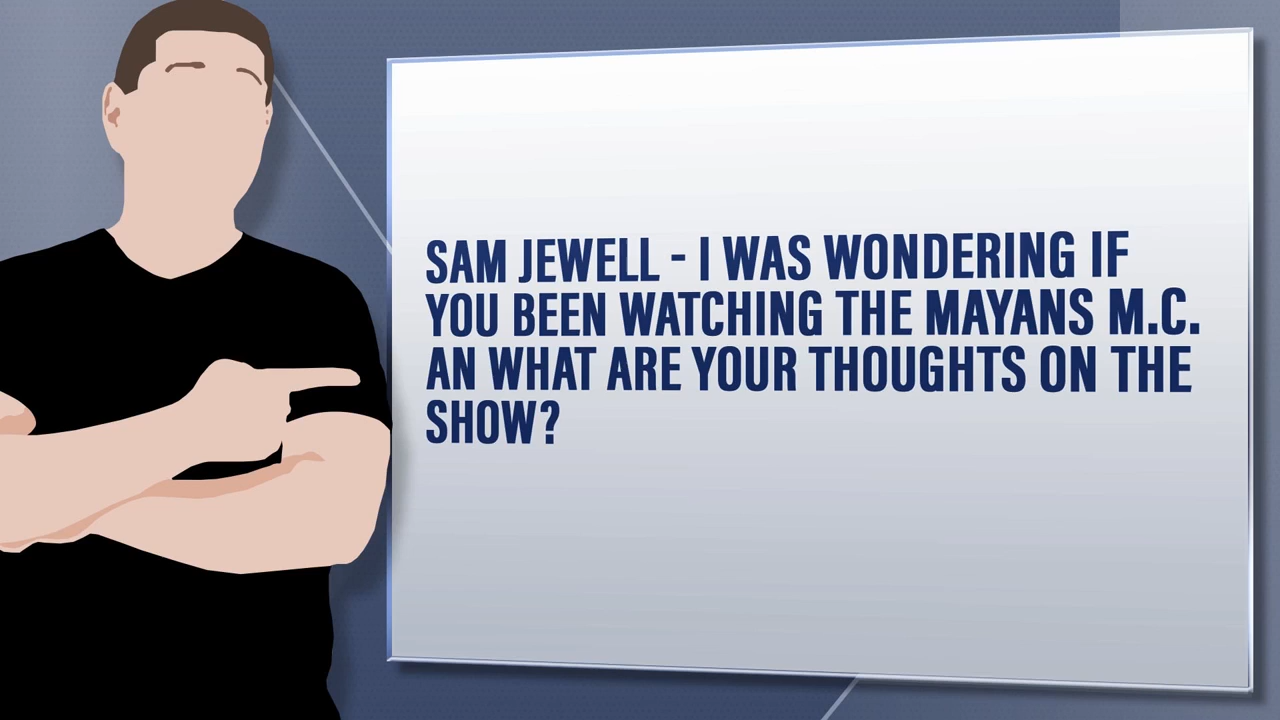 SAM JEWELL - I WAS WONDERING IF
YOU BEEN WATCHING THE MAYANS M.C.
AN WHAT ARE YOUR THOUGHTS ON THE
SHOW?